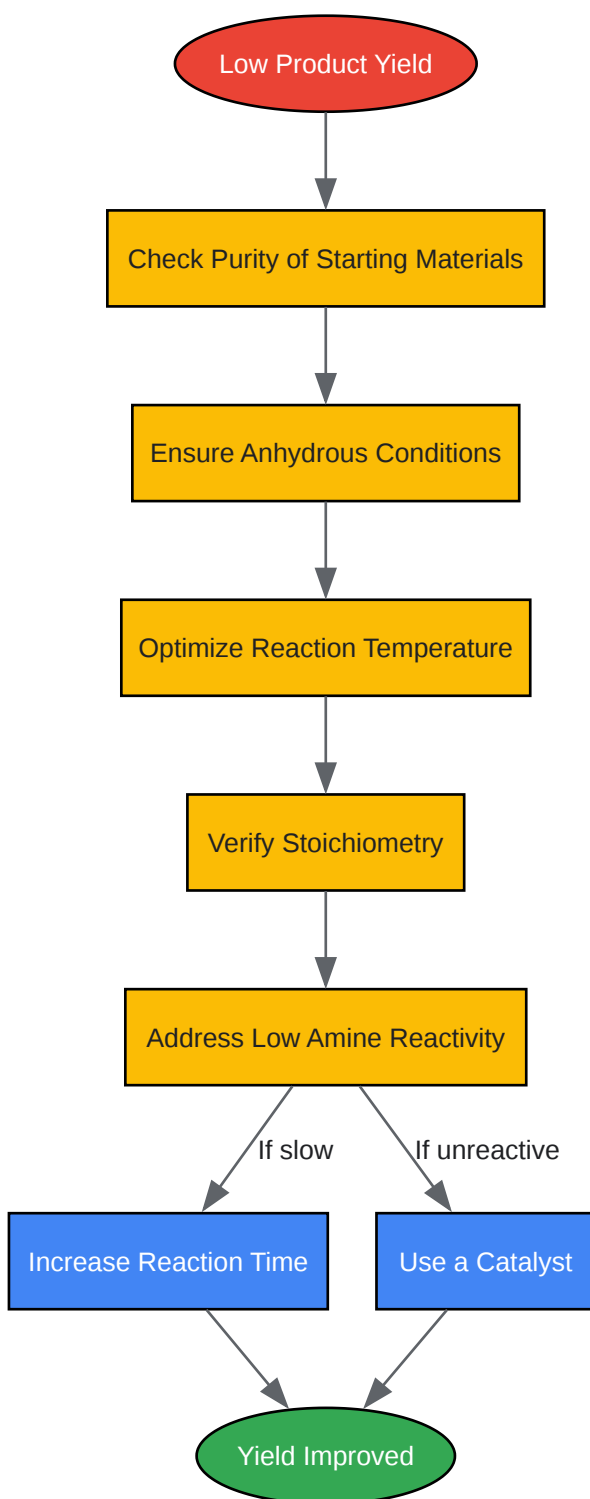 Low Product Yield
Check Purity of Starting Materials
Ensure Anhydrous Conditions
Optimize Reaction Temperature
Verify Stoichiometry
Address Low Amine Reactivity
If slow
If unreactive
Increase Reaction Time
Use a Catalyst
Yield Improved